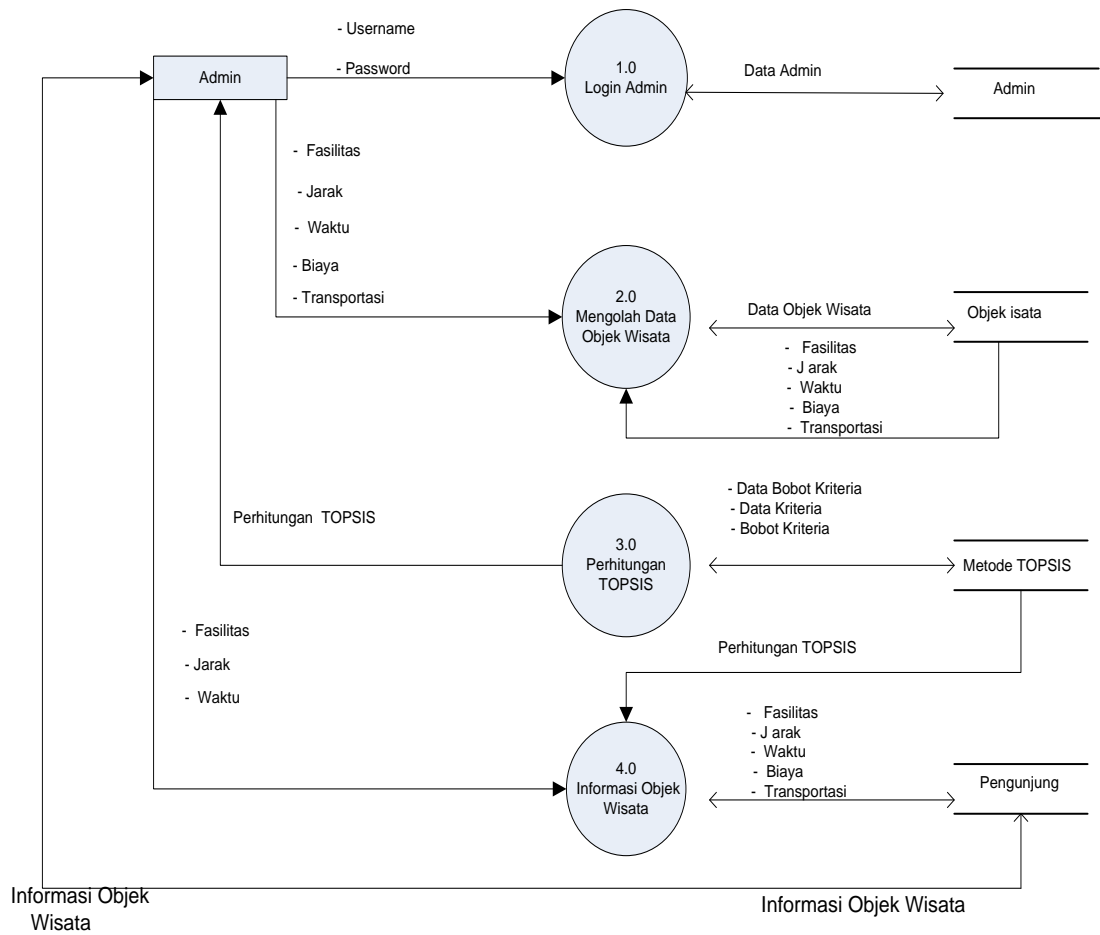 - Username
- Password
Admin
1.0
Login Admin
Data Admin
Admin
- Fasilitas
- Jarak
- Waktu
- Biaya
- Transportasi
2.0
Mengolah Data
Objek Wisata
Data Objek Wisata
- Fasilitas
- J arak
- Waktu
- Biaya
- Transportasi
Objek isata
- Data Bobot Kriteria
- Data Kriteria
- Bobot Kriteria
Perhitungan TOPSIS
3.0
Perhitungan
TOPSIS
Metode TOPSIS
- Fasilitas
- Jarak
- Waktu
Perhitungan TOPSIS
- Fasilitas
- J arak
- Waktu
- Biaya
- Transportasi
4.0
Informasi Objek
Wisata
Pengunjung
Informasi Objek
Wisata
Informasi Objek Wisata